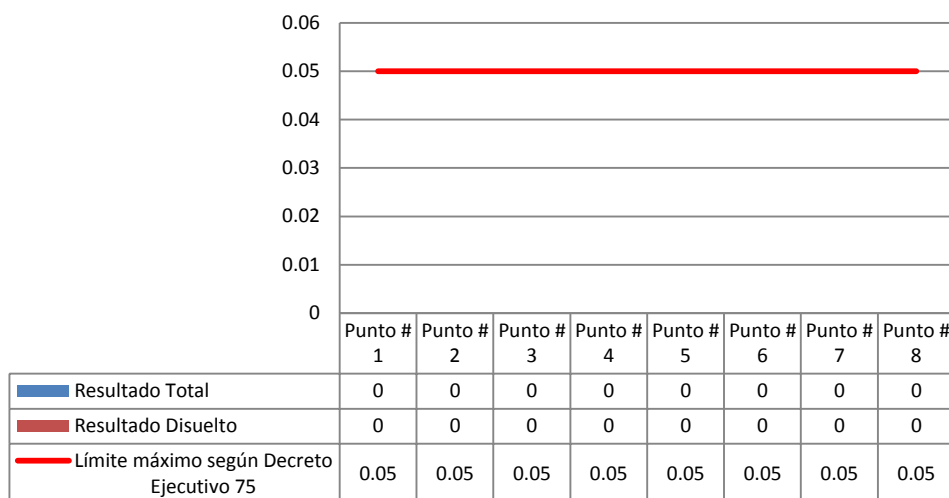 0.06
0.05
0.04
0.03
0.02
0.01
0
Punto # 1 Punto # 2 Punto # 3 Punto # 4 Punto # 5 Punto # 6 Punto # 7 Punto # 8
Resultado Total 0 0 0 0 0 0 0 0
Resultado Disuelto 0 0 0 0 0 0 0 0
Límite máximo según Decreto
Ejecutivo 75 0.05 0.05 0.05 0.05 0.05 0.05 0.05 0.05